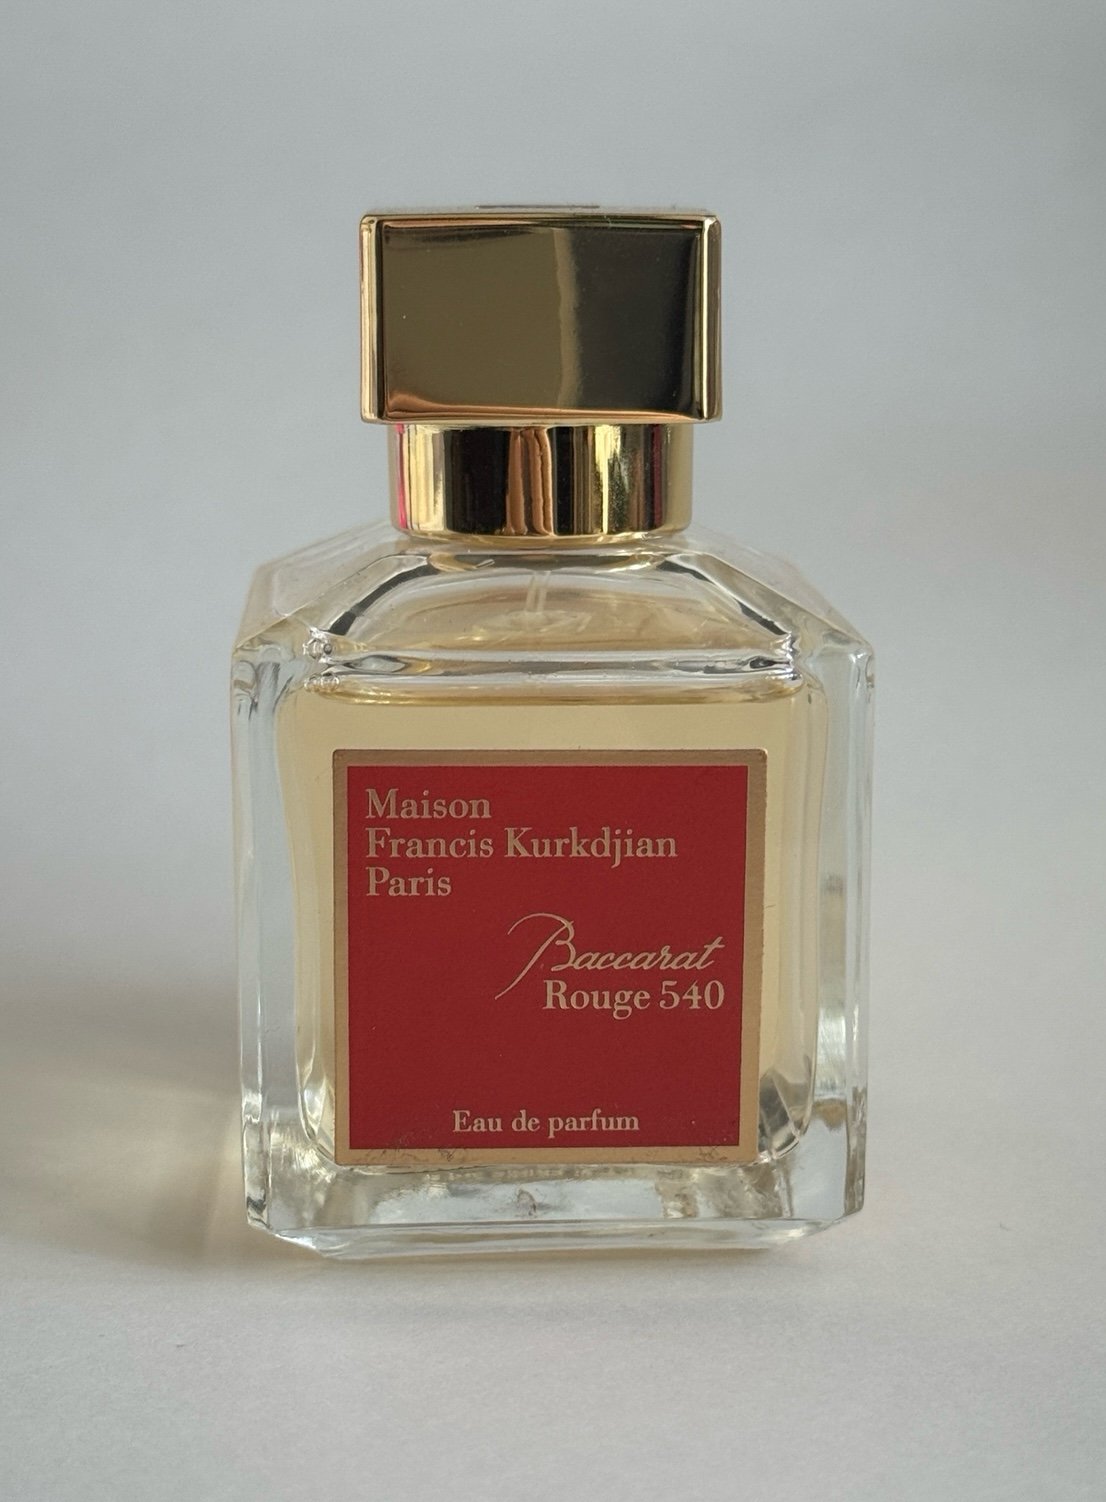 Maison
Francis Kurkdjian
Paris
Baccarat
Rouge 540
Eau de parfum